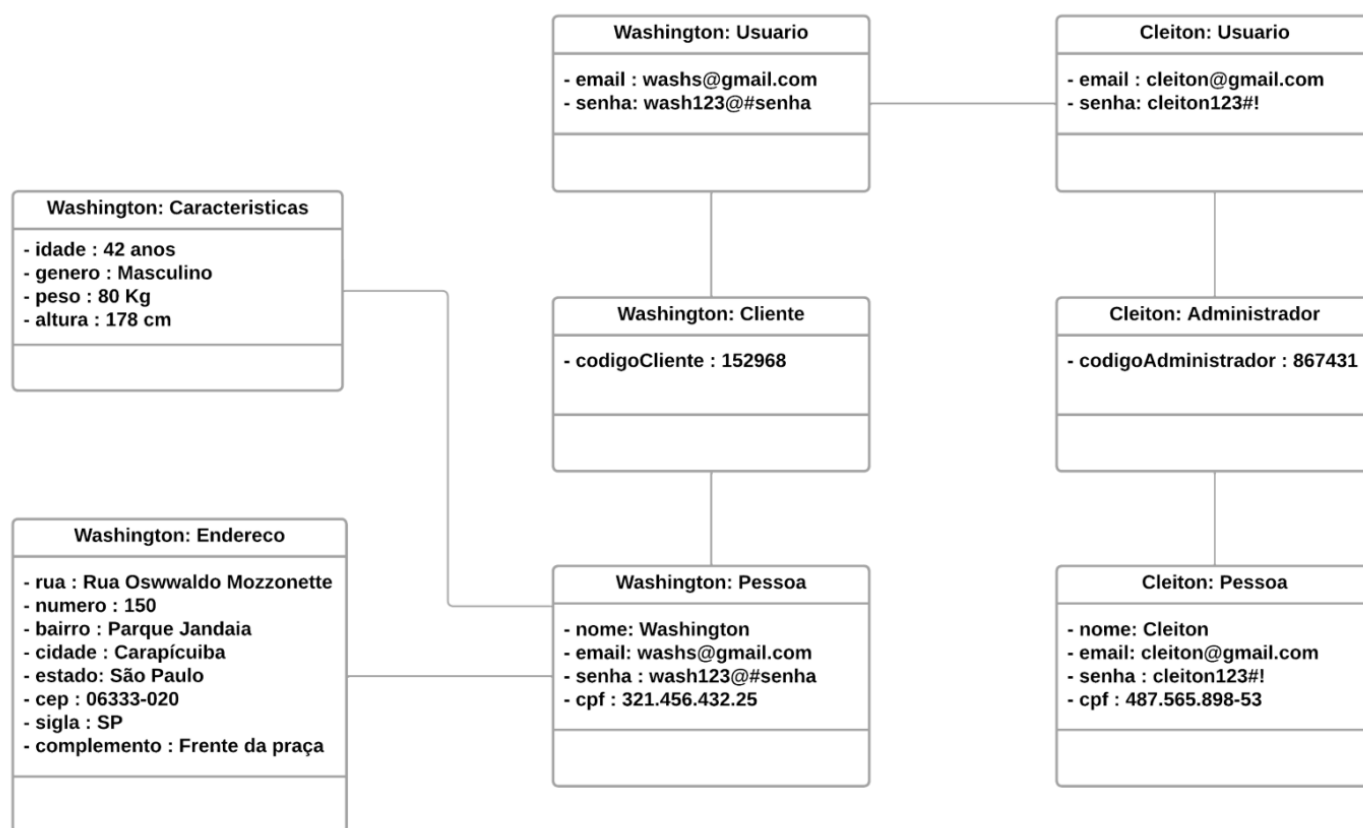 Washington: Usuario
- email : washs@gmail.com
- senha: wash123@#senha
Cleiton: Usuario
- email : cleiton@gmail.com
- senha: cleiton123#!
Washington: Caracteristicas
- idade : 42 anos
- genero : Masculino
- peso : 80 Kg
- altura : 178 cm
Washington: Cliente
- codigoCliente : 152968
Cleiton: Administrador
- codigoAdministrador : 867431
Washington: Endereco
- rua : Rua Oswwaldo Mozzonette
- numero : 150
- bairro : Parque Jandaia
- cidade : Carapícuiba
- estado: São Paulo
- cep : 06333-020
- sigla : SP
- complemento : Frente da praça
Washington: Pessoa
- nome: Washington
- email: washs@gmail.com
- senha : wash123@#senha
- cpf : 321.456.432.25
Cleiton: Pessoa
- nome: Cleiton
- email: cleiton@gmail.com
- senha : cleiton123#!
- cpf : 487.565.898-53